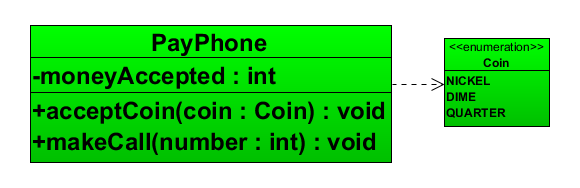 PayPhone
-moneyAccepted : int
+acceptCoin(coin : Coin) : void
+makeCall(number : int) : void
<<enumeration>>
Coin
NICKEL
DIME
QUARTER